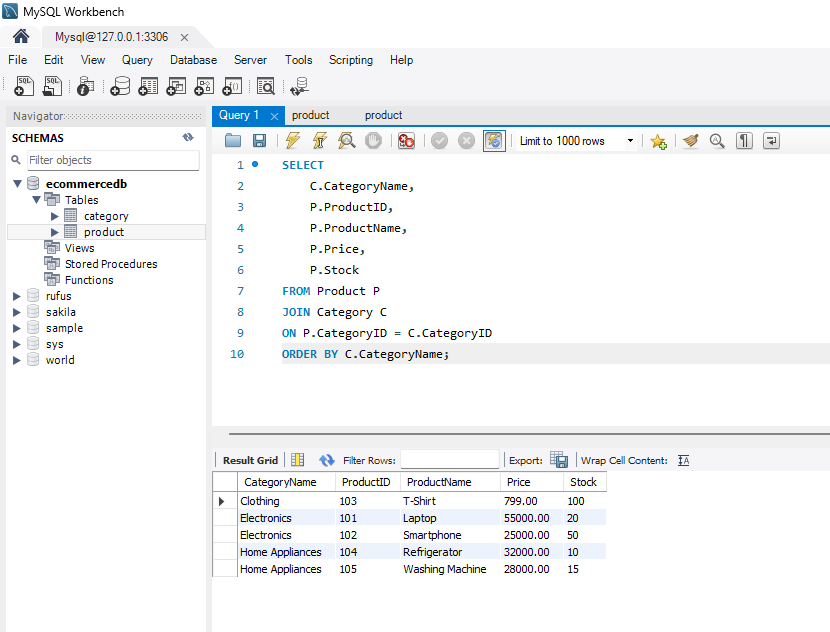 MySQL Workbench
Mysql@127.0.0.1:3306
File Edit View Query Database Server Tools Scripting Help
Navigator
SCHEMAS
Filter objects
ecommercedb
Tables
category
product
Views
Stored Procedures
Functions
rufus
sakila
sample
sys
world
Query 1 product product
Limit to 1000 rows
1 SELECT
2 C.CategoryName,
3 P.ProductID,
4 P.ProductName,
5 P.Price,
6 P.Stock
7 FROM Product P
8 JOIN Category C
9 ON P.CategoryID = C.CategoryID
10 ORDER BY C.CategoryName;
Result Grid Filter Rows: Export: Wrap Cell Content:
CategoryName ProductID ProductName Price Stock
Clothing 103 T-Shirt 799.00 100
Electronics 101 Laptop 55000.00 20
Electronics 102 Smartphone 25000.00 50
Home Appliances 104 Refrigerator 32000.00 10
Home Appliances 105 Washing Machine 28000.00 15